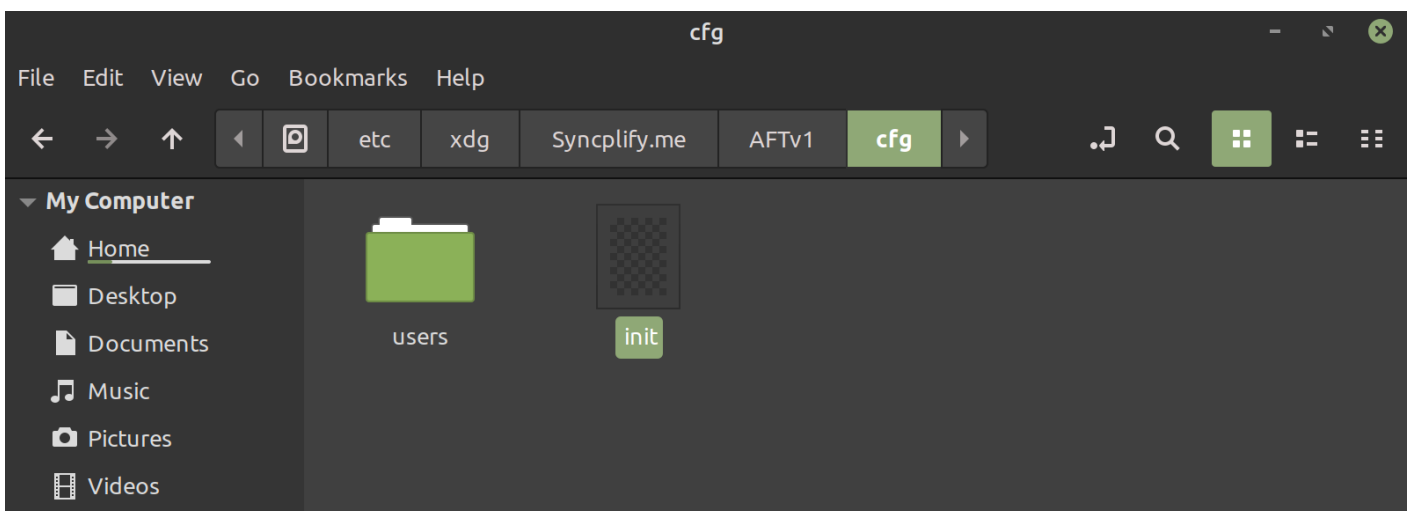 cfg
File Edit View Go Bookmarks Help
etc xdg Syncplify.me AFTv1 cfg
My Computer
Home
Desktop
Documents
Music
Pictures
Videos
users
init